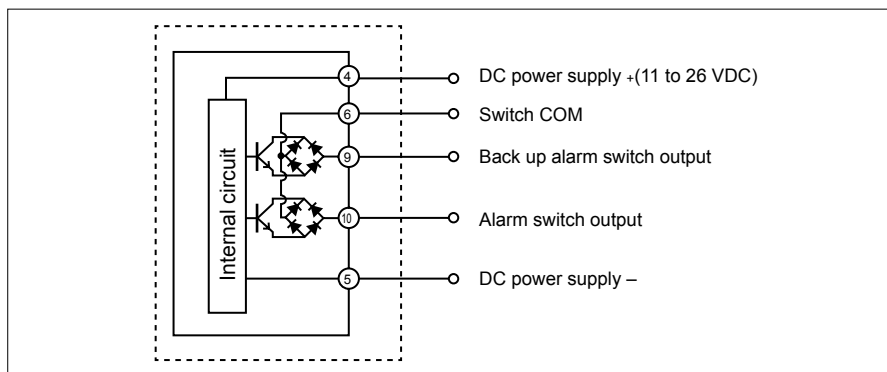 4 DC power supply +(11 to 26 VDC)
6 Switch COM
9 Back up alarm switch output
Internal circuit
10 Alarm switch output
5 DC power supply –